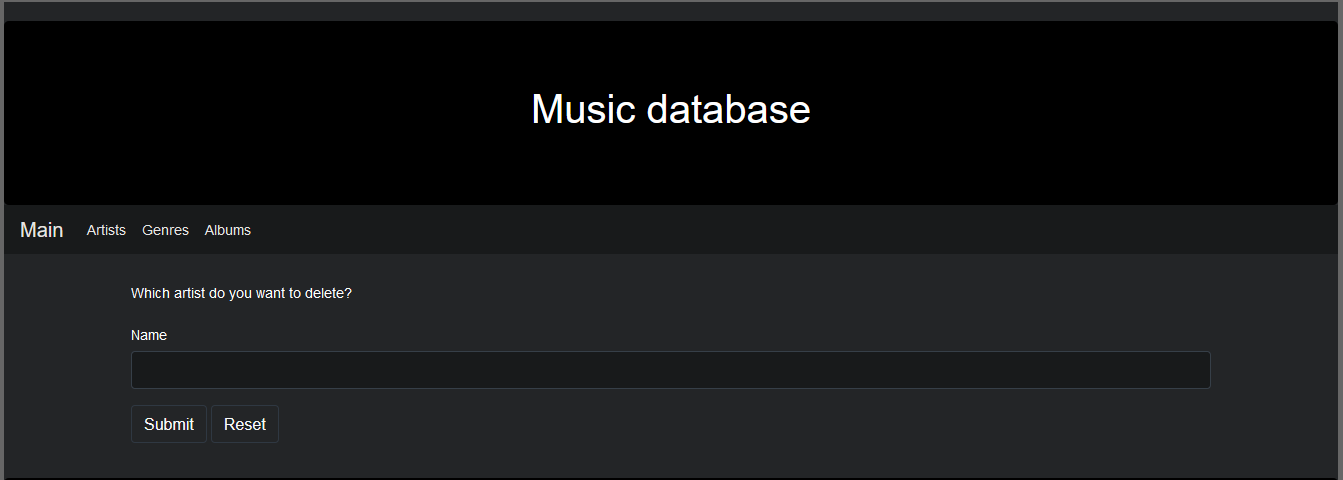 Music database
Main Artists Genres Albums
Which artist do you want to delete?
Name
Submit Reset